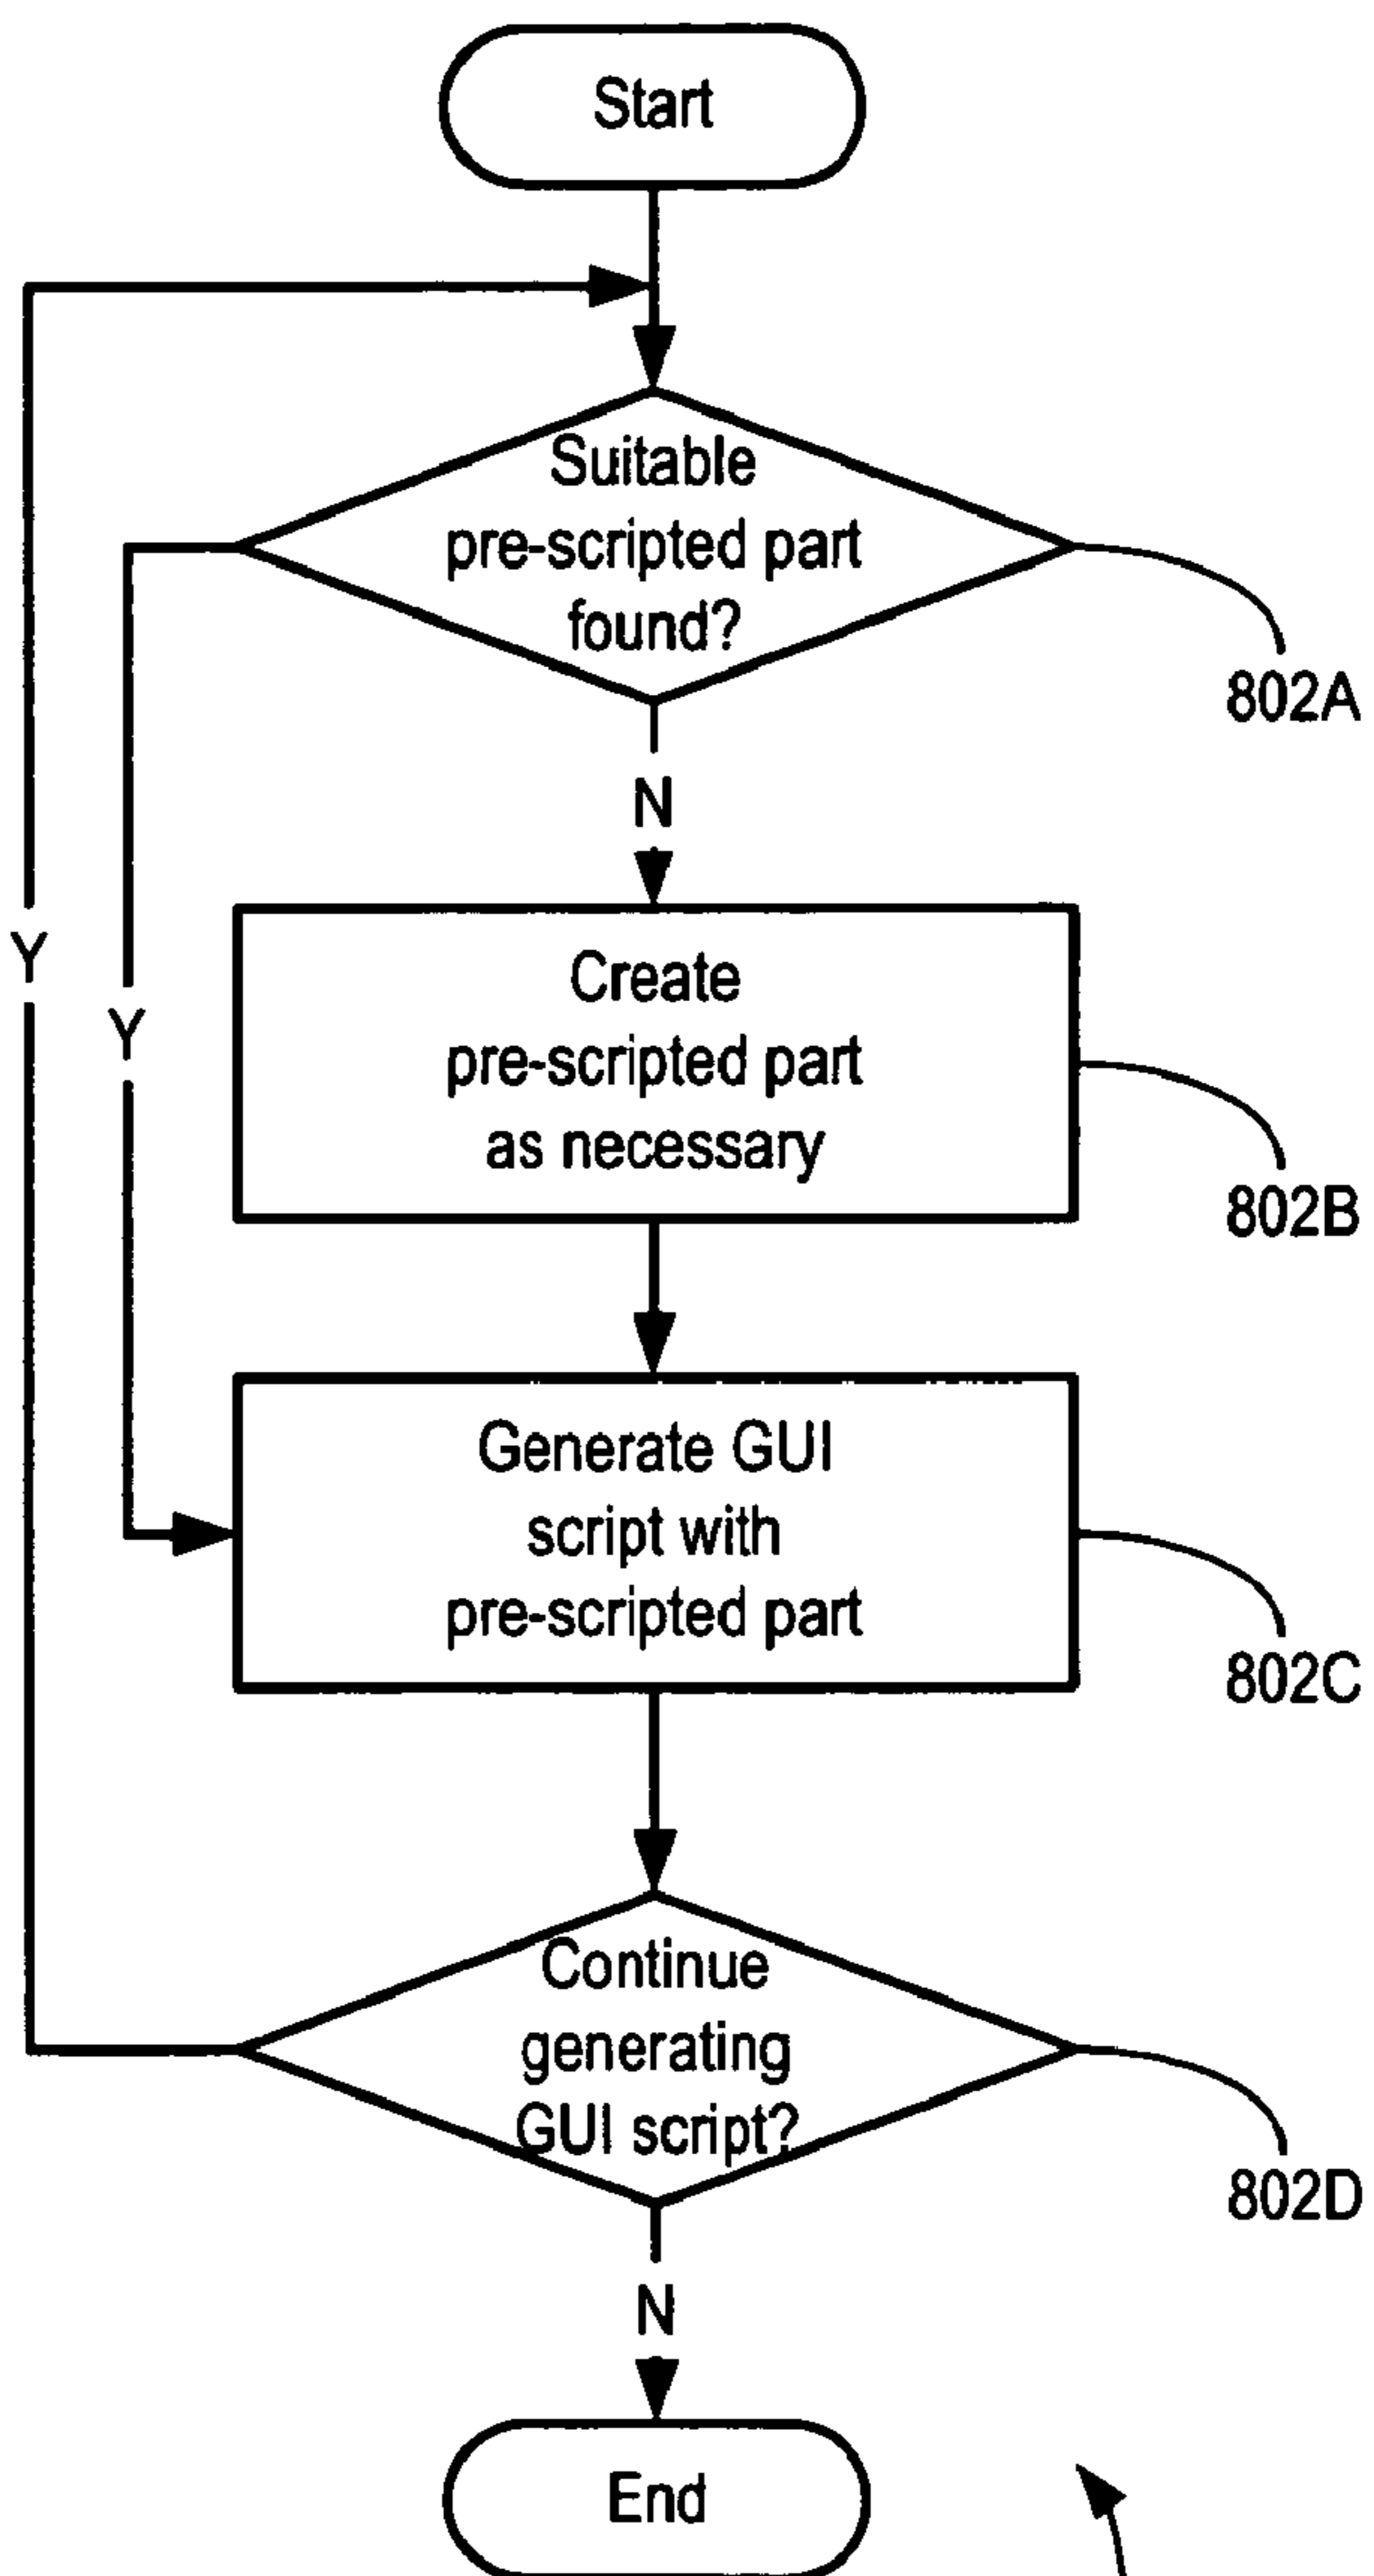 Start
Suitable
pre-scripted part
found?
802A
N
Create
pre-scripted part
as necessary
Y
Y
802B
Generate GUI
script with
pre-scripted part
802C
Continue
generating
GUI script?
802D
N
End